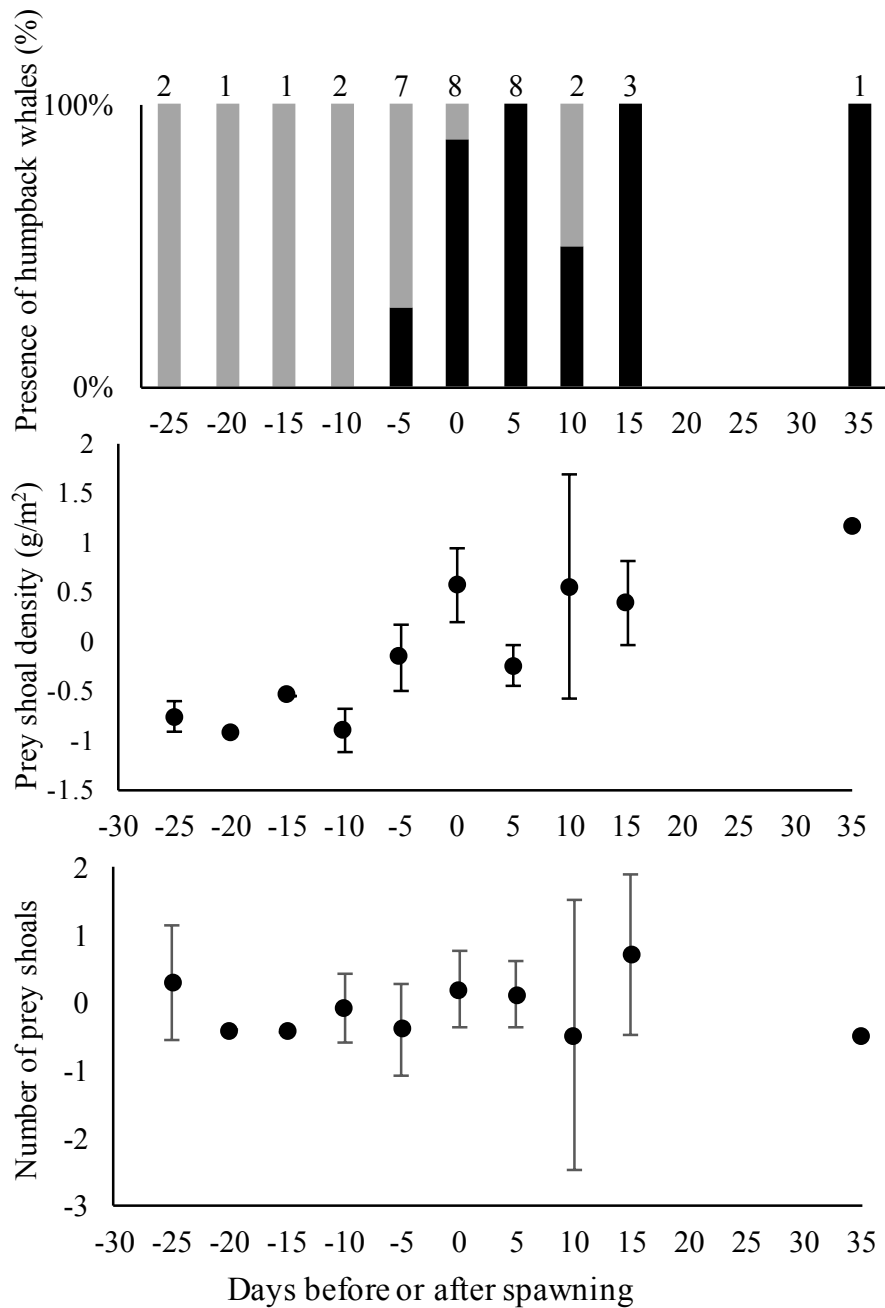 Presence of humpback whales (%)
2 1 1 2 7 8 8 2 3 1
100%
0%
-25 -20 -15 -10 -5 0 5 10 15 20 25 30 35
Prey shoal density (g/m²)
2
1.5
1
0.5
0
-0.5
-1
-1.5
-30 -25 -20 -15 -10 -5 0 5 10 15 20 25 30 35
Number of prey shoals
2
1
0
-1
-2
-3
-30 -25 -20 -15 -10 -5 0 5 10 15 20 25 30 35
Days before or after spawning